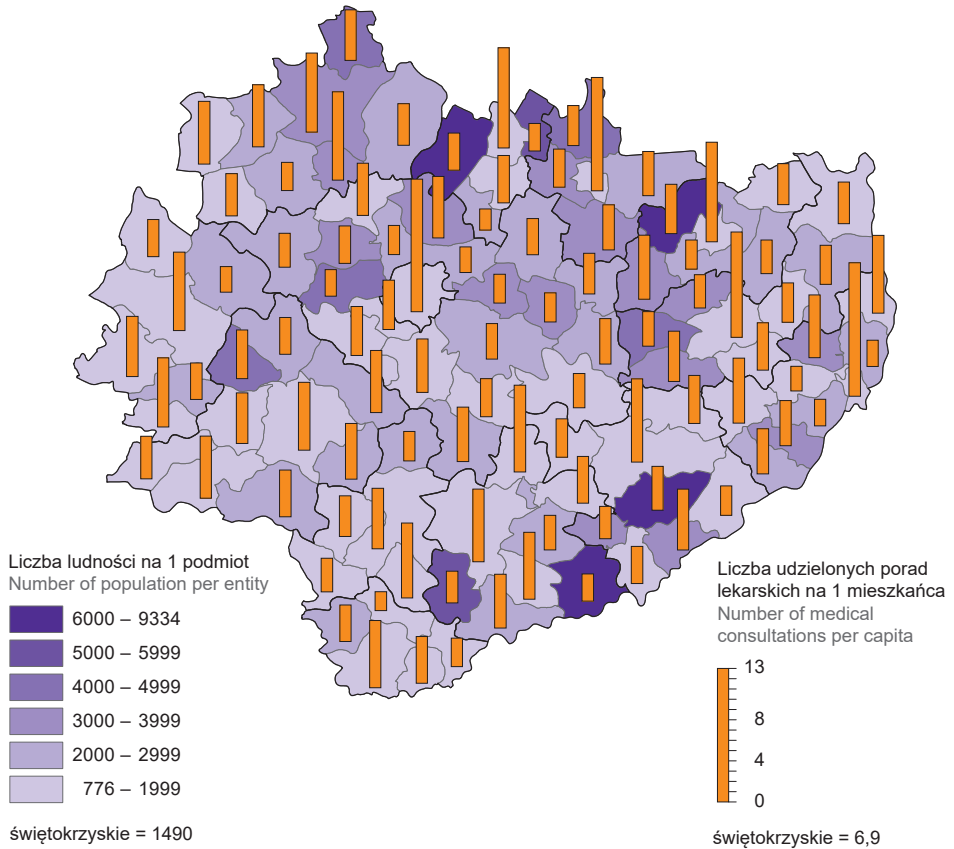 Liczba ludności na 1 podmiot
Number of population per entity
6000 – 9334
5000 – 5999
4000 – 4999
3000 – 3999
2000 – 2999
776 – 1999
świętokrzyskie = 1490
Liczba udzielonych porad
lekarskich na 1 mieszkańca
Number of medical
consultations per capita
13
8
4
0
świętokrzyskie = 6,9